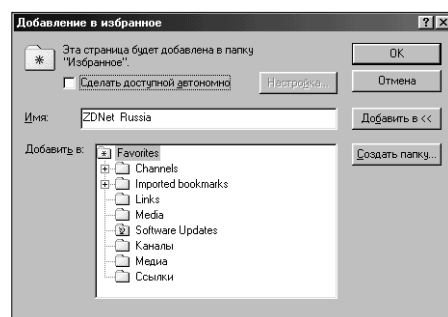 Добавление в избранное
Эта страница будет добавлена в папку
"Избранное".
OK
Сделать доступной автономно
Настройка...
Отмена
Имя:
ZDNet Russia
Добавить в <<
Добавить в:
Favorites
Создать папку...
Channels
Imported bookmarks
Links
Media
Software Updates
Каналы
Медиа
Ссылки